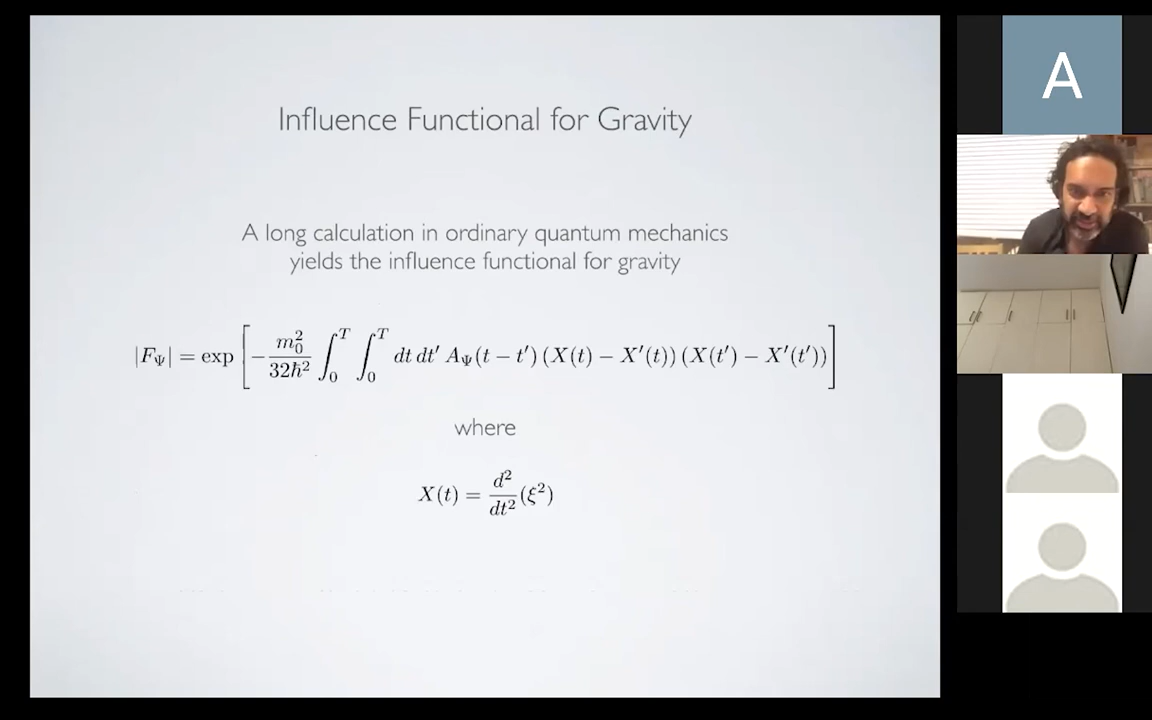 Influence Functional for Gravity
A long calculation in ordinary quantum mechanics
yields the influence functional for gravity
|F_Ψ| = exp [ − m_0^2 / 32ħ^2 ∫_0^T ∫_0^T dt dt′ A_Ψ(t − t′) (X(t) − X′(t)) (X(t′) − X′(t′)) ]
where
X(t) = d^2/dt^2 (ξ^2)
A